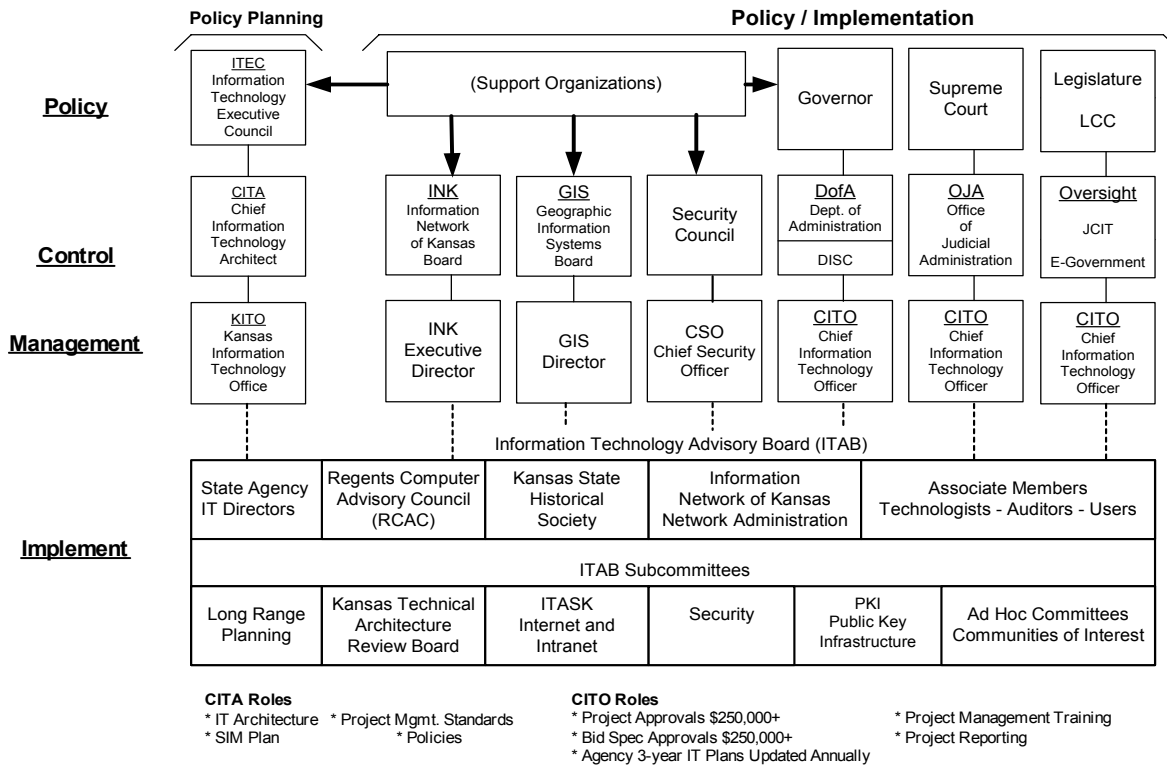 Policy Planning
Policy / Implementation
Policy
ITEC
Information
Technology
Executive
Council
(Support Organizations)
Governor
Supreme
Court
Legislature
LCC
Control
CITA
Chief
Information
Technology
Architect
INK
Information
Network
of Kansas
Board
GIS
Geographic
Information
Systems
Board
Security
Council
DofA
Dept. of
Administration
DISC
OJA
Office
of
Judicial
Administration
Oversight
JCIT
E-Government
Management
KITO
Kansas
Information
Technology
Office
INK
Executive
Director
GIS
Director
CSO
Chief Security
Officer
CITO
Chief
Information
Technology
Officer
CITO
Chief
Information
Technology
Officer
CITO
Chief
Information
Technology
Officer
Information Technology Advisory Board (ITAB)
Implement
State Agency
IT Directors
Regents Computer
Advisory Council
(RCAC)
Kansas State
Historical
Society
Information
Network of Kansas
Network Administration
Associate Members
Technologists - Auditors - Users
ITAB Subcommittees
Long Range
Planning
Kansas Technical
Architecture
Review Board
ITASK
Internet and
Intranet
Security
PKI
Public Key
Infrastructure
Ad Hoc Committees
Communities of Interest
CITA Roles
* IT Architecture * Project Mgmt. Standards
* SIM Plan * Policies
CITO Roles
* Project Approvals $250,000+
* Bid Spec Approvals $250,000+
* Agency 3-year IT Plans Updated Annually
* Project Management Training
* Project Reporting